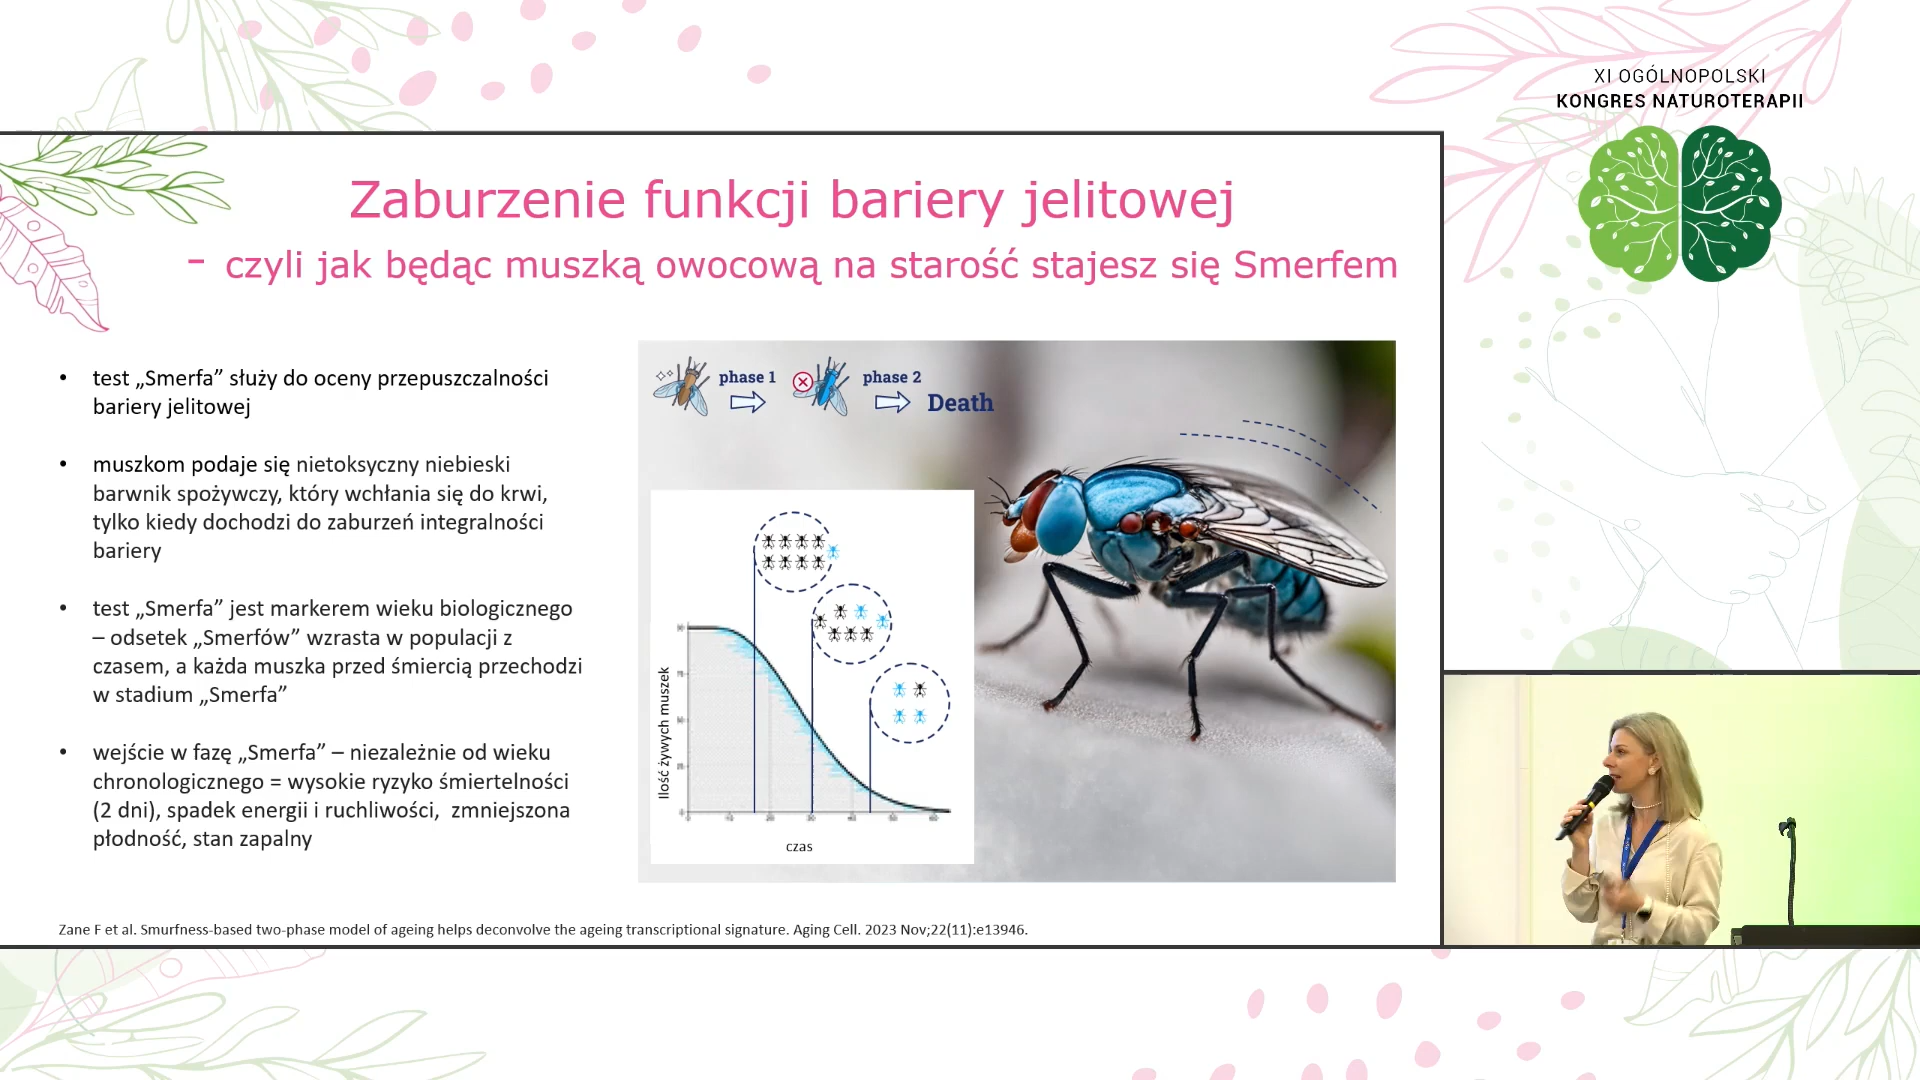 XI OGÓLNOPOLSKI
KONGRES NATUROTERAPII
Zaburzenie funkcji bariery jelitowej
- czyli jak będąc muszką owocową na starość stajesz się Smerfem
• test „Smerfa” służy do oceny przepuszczalności
bariery jelitowej
• muszkom podaje się nietoksyczny niebieski
barwnik spożywczy, który wchłania się do krwi,
tylko kiedy dochodzi do zaburzeń integralności
bariery
• test „Smerfa” jest markerem wieku biologicznego
– odsetek „Smerfów” wzrasta w populacji z
czasem, a każda muszka przed śmiercią przechodzi
w stadium „Smerfa”
• wejście w fazę „Smerfa” – niezależnie od wieku
chronologicznego = wysokie ryzyko śmiertelności
(2 dni), spadek energii i ruchliwości, zmniejszona
płodność, stan zapalny
phase 1
phase 2
Death
Ilość żywych muszek
czas
Zane F et al. Smurfness-based two-phase model of ageing helps deconvolve the ageing transcriptional signature. Aging Cell. 2023 Nov;22(11):e13946.